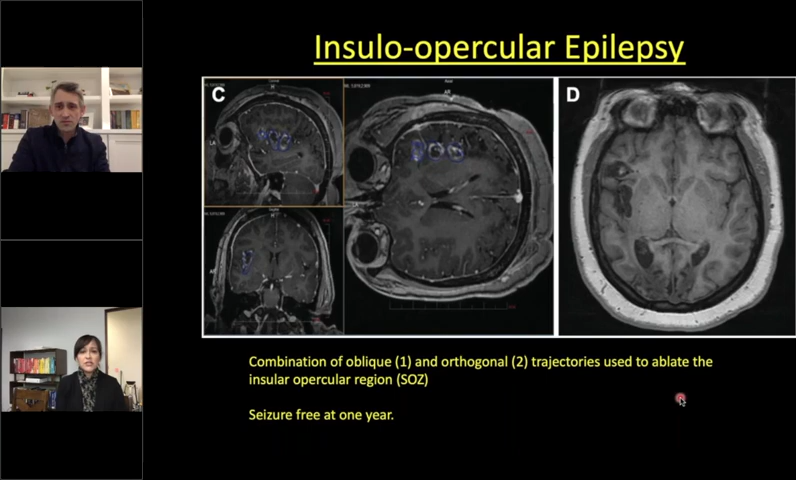 Insulo-opercular Epilepsy
C
D
Combination of oblique (1) and orthogonal (2) trajectories used to ablate the
insular opercular region (SOZ)
Seizure free at one year.